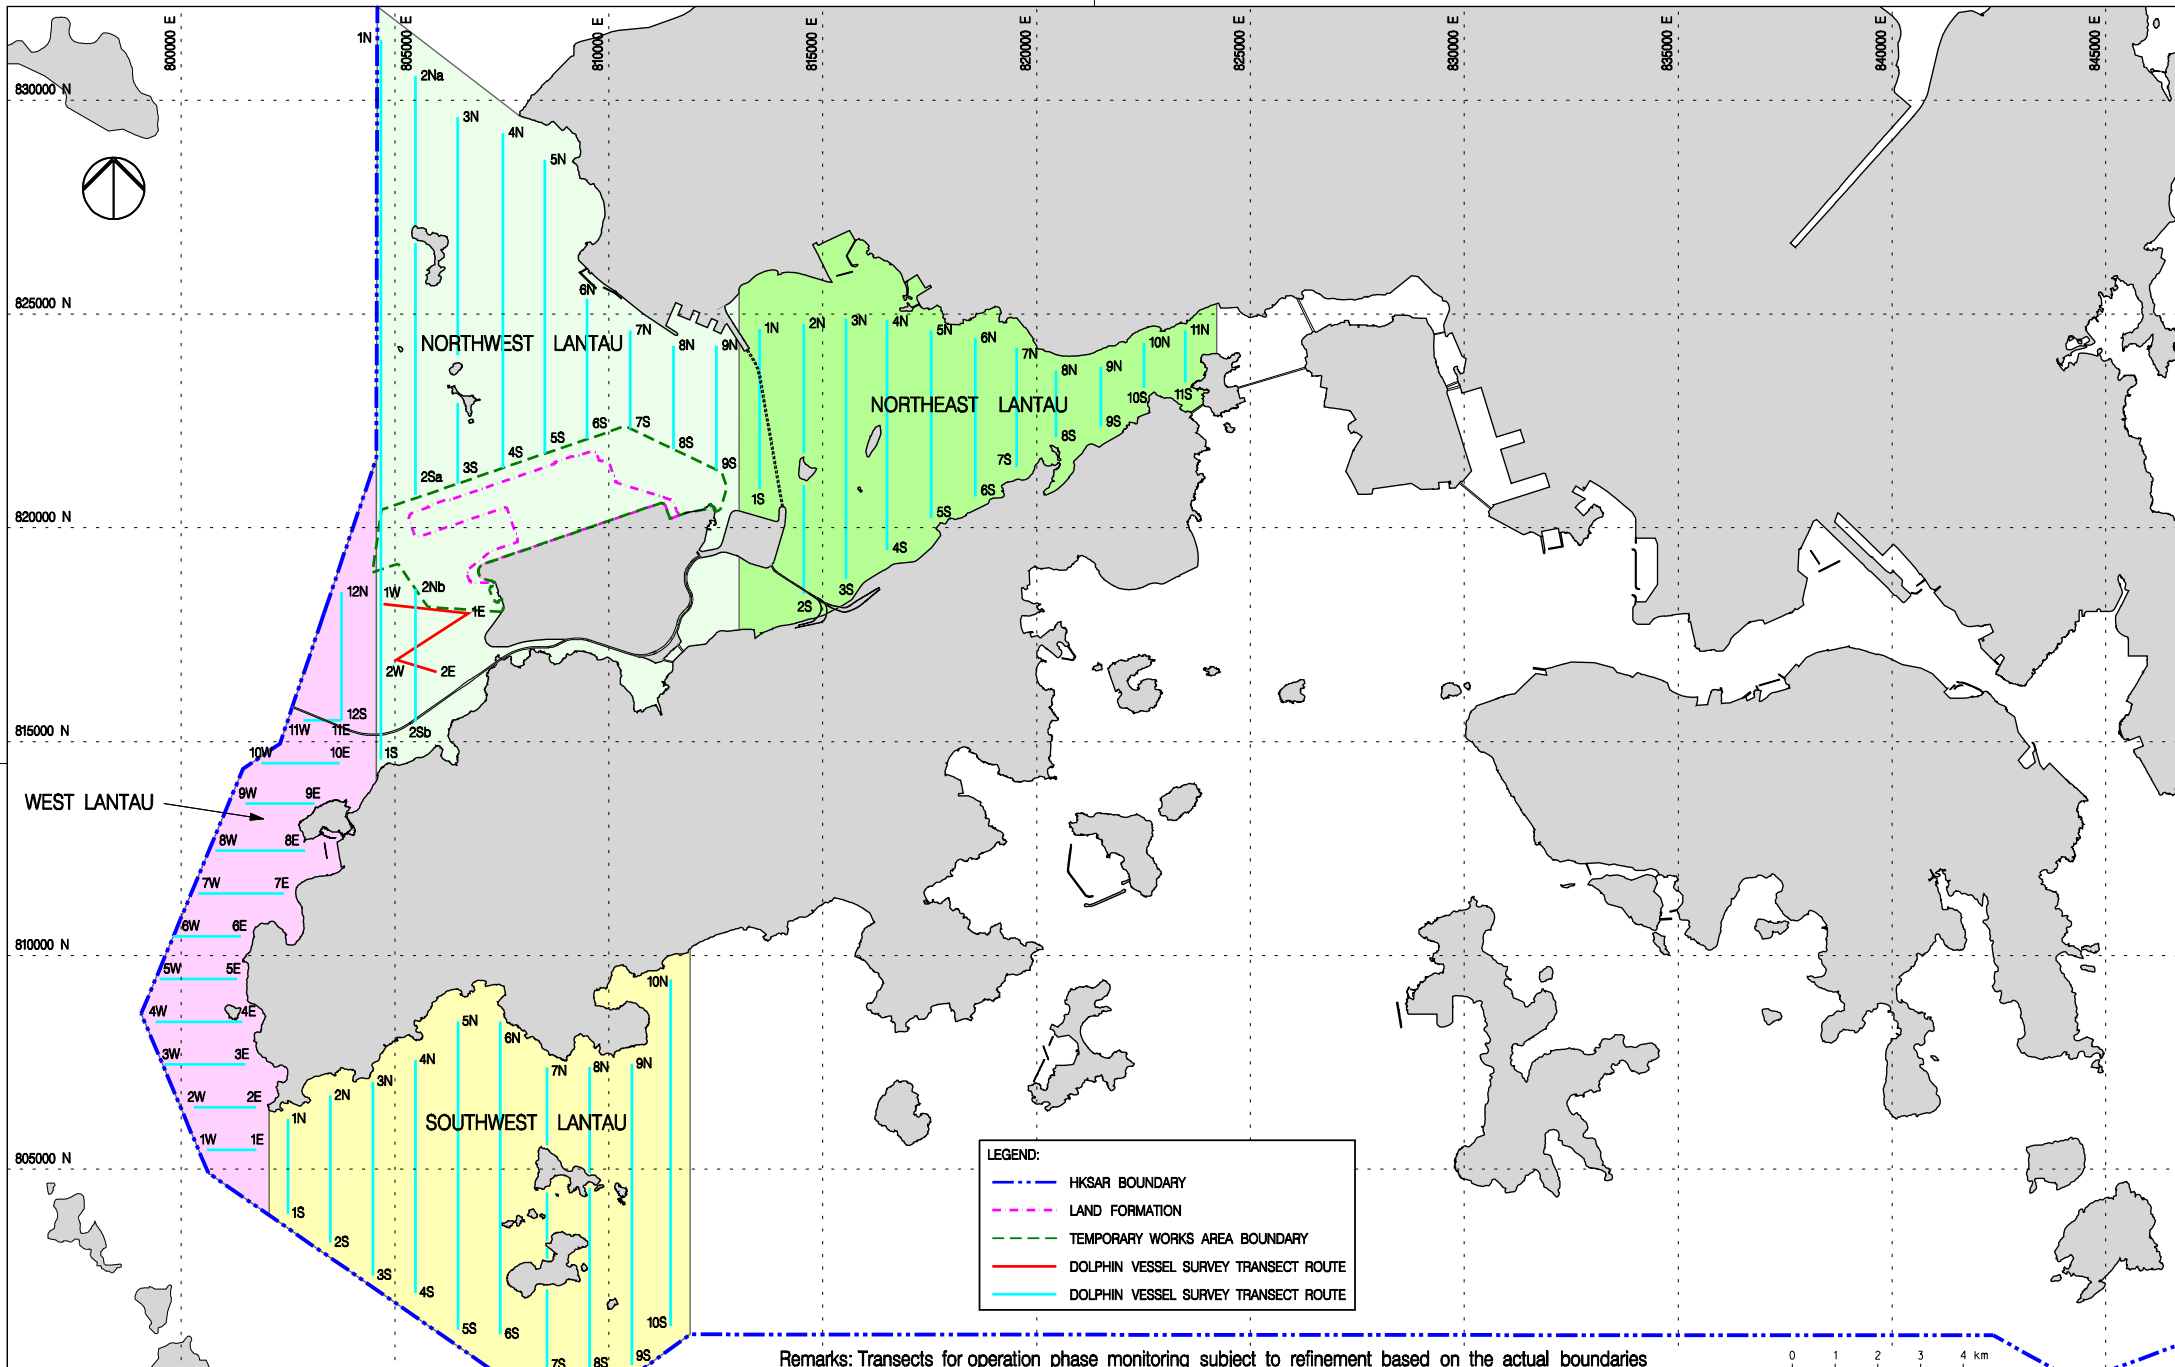 800000 E
805000 E
810000 E
815000 E
820000 E
825000 E
830000 E
835000 E
840000 E
845000 E
1N
2Na
830000 N
3N
4N
5N
825000 N
6N
7N
8N
9N
NORTHWEST LANTAU
1N
2N
3N
4N
5N
6N
7N
8N
9N
10N
11N
NORTHEAST LANTAU
10S
11S
9S
8S
7S
6S
5S
4S
3S
2S
1S
2Sa
3S
4S
5S
6S
7S
8S
9S
820000 N
12N
1W
2Nb
1E
2W
2E
12S
11W
11E
2Sb
815000 N
10W
10E
1S
WEST LANTAU
9W
9E
8W
8E
7W
7E
6W
6E
810000 N
5W
5E
4W
4E
3W
3E
2W
2E
1W
1E
805000 N
1N
2N
3N
4N
5N
6N
7N
8N
9N
10N
SOUTHWEST LANTAU
1S
2S
3S
4S
5S
6S
7S
8S
9S
10S
LEGEND:
HKSAR BOUNDARY
LAND FORMATION
TEMPORARY WORKS AREA BOUNDARY
DOLPHIN VESSEL SURVEY TRANSECT ROUTE
DOLPHIN VESSEL SURVEY TRANSECT ROUTE
Remarks: Transects for operation phase monitoring subject to refinement based on the actual boundaries
0 1 2 3 4 km